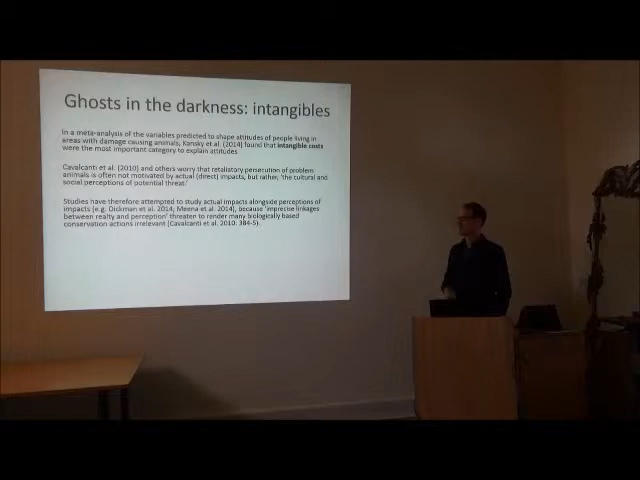 Ghosts in the darkness: intangibles
In a meta-analysis of the variables predicted to shape attitudes of people living in
areas with damage causing animals, Kansky et al. (2014) found that intangible costs
were the most important category to explain attitudes
Cavalcanti et al. (2010) and others worry that retaliatory persecution of problem
animals is often not motivated by actual (direct) impacts, but rather, 'the cultural and
social perceptions of potential threat.'
Studies have therefore attempted to study actual impacts alongside perceptions of
impacts (e.g. Dickman et al. 2014; Meena et al. 2014), because 'imprecise linkages
between realty and perception' threaten to render many biologically based
conservation actions irrelevant (Cavalcanti et al. 2010: 384-5).